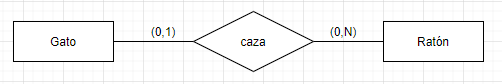 Gato
(0,1)
caza
(0,N)
Ratón